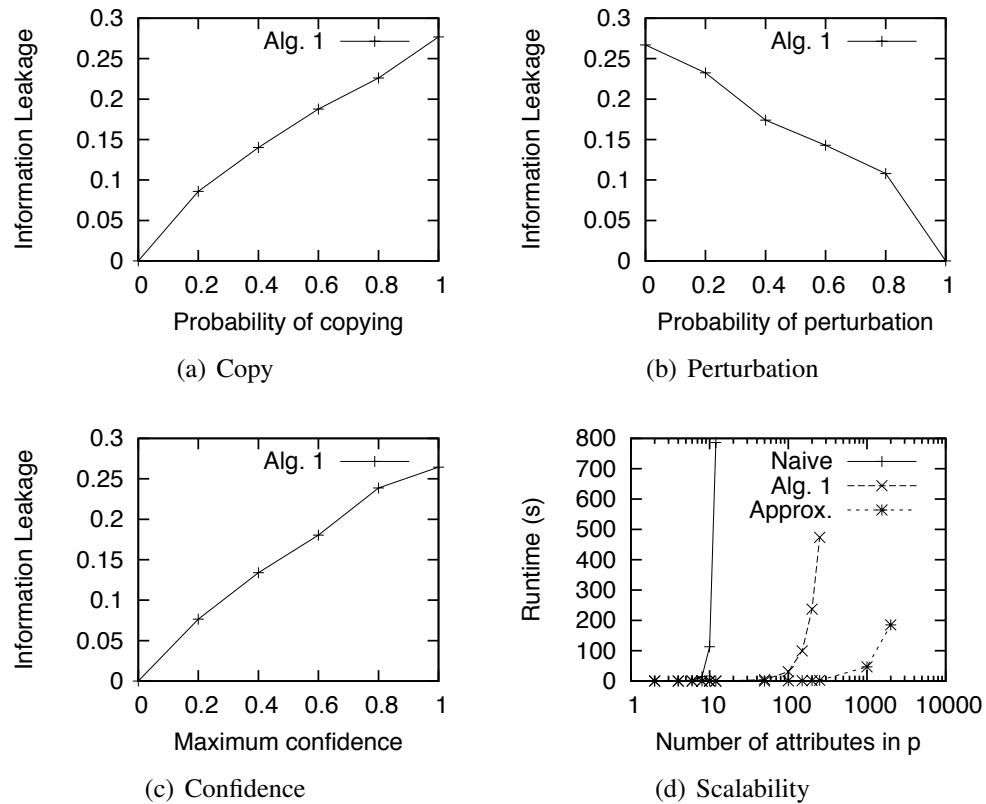 Information Leakage
0.3
0.25
0.2
0.15
0.1
0.05
0
Alg. 1
0 0.2 0.4 0.6 0.8 1
Probability of copying
(a) Copy
Information Leakage
0.3
0.25
0.2
0.15
0.1
0.05
0
Alg. 1
0 0.2 0.4 0.6 0.8 1
Probability of perturbation
(b) Perturbation
Information Leakage
0.3
0.25
0.2
0.15
0.1
0.05
0
Alg. 1
0 0.2 0.4 0.6 0.8 1
Maximum confidence
(c) Confidence
Runtime (s)
800
700
600
500
400
300
200
100
0
Naive
Alg. 1
Approx.
1 10 100 1000 10000
Number of attributes in p
(d) Scalability